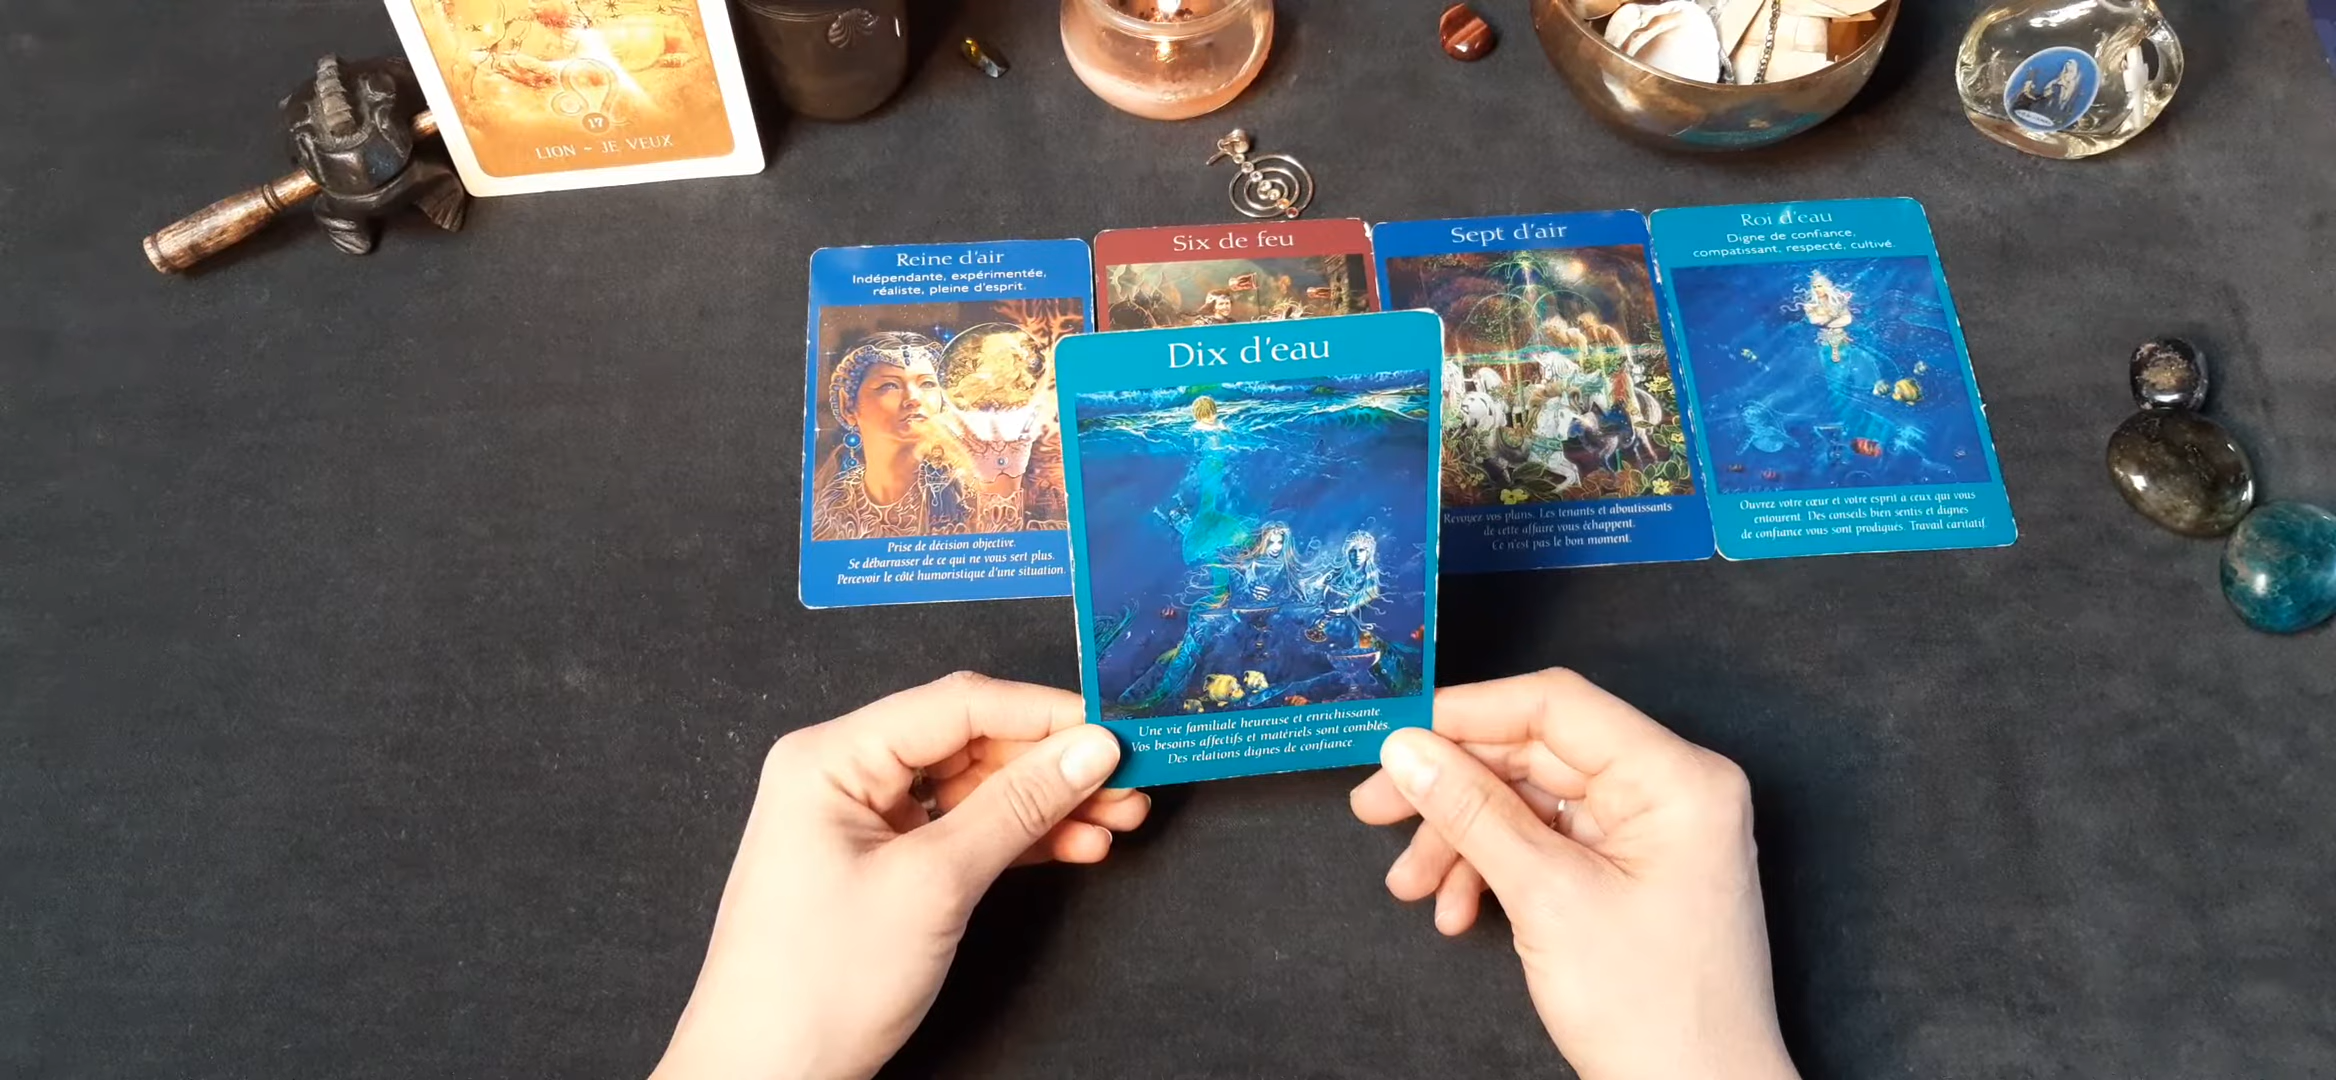 17
LION ~ JE VEUX
Reine d'air
Indépendante, expérimentée,
réaliste, pleine d'esprit.
Prise de décision objective.
Se débarrasser de ce qui ne vous sert plus.
Percevoir le côté humoristique d'une situation.
Six de feu
Sept d'air
Revoyez vos plans. Les tenants et aboutissants
de cette affaire vous échappent.
Ce n'est pas le bon moment.
Roi d'eau
Digne de confiance,
compatissant, respecté, cultivé.
Ouvrez votre cœur et votre esprit à ceux qui vous
entourent. Des conseils bien sentis et dignes
de confiance vous sont prodigués. Travail caritatif.
Dix d'eau
Une vie familiale heureuse et enrichissante.
Vos besoins affectifs et matériels sont comblés.
Des relations dignes de confiance.